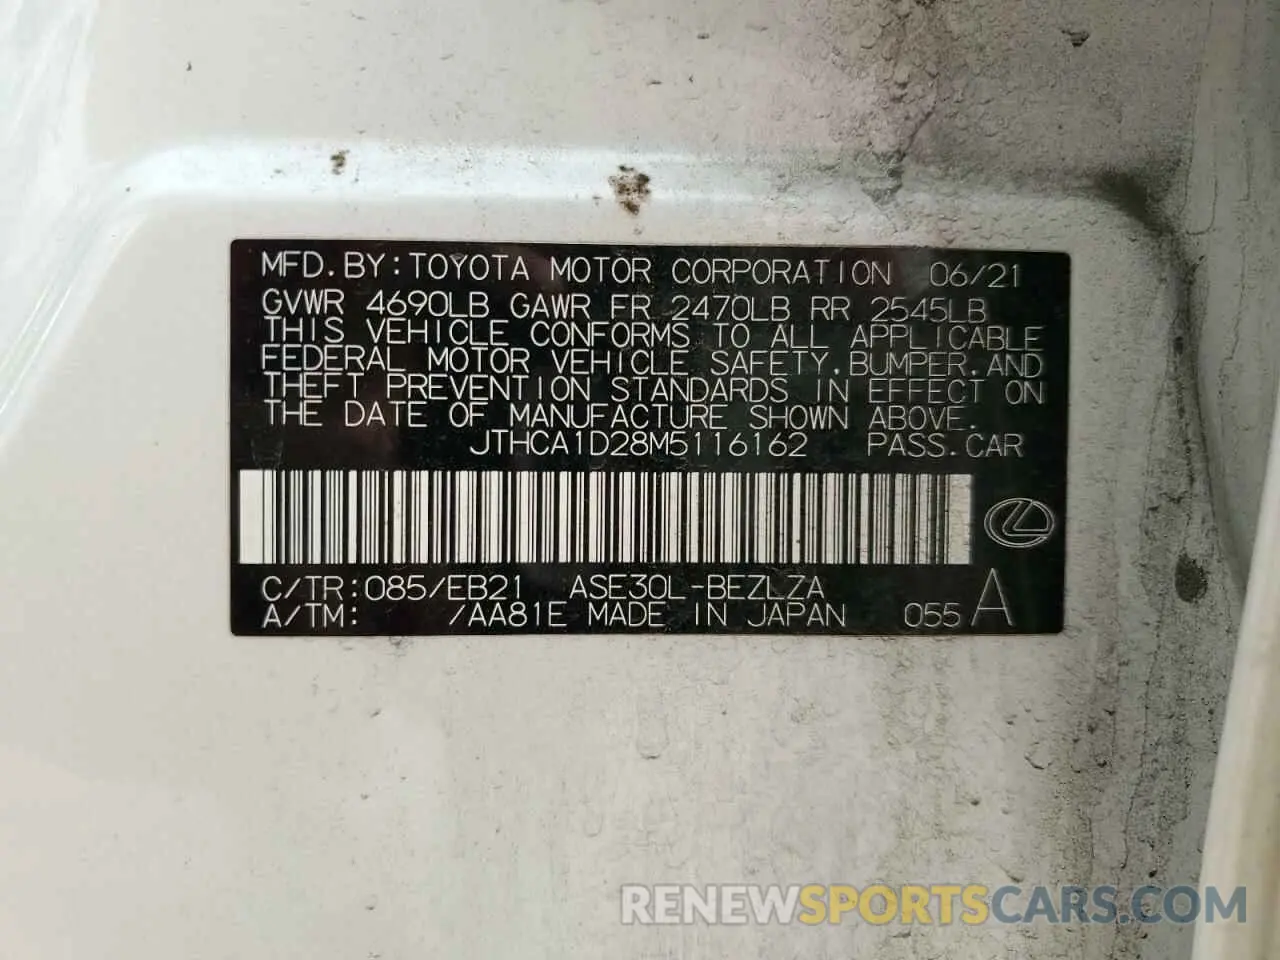 MFD.BY:TOYOTA MOTOR CORPORATION 06/21
GVWR 4690LB GAWR FR 2470LB RR 2545LB
THIS VEHICLE CONFORMS TO ALL APPLICABLE
FEDERAL MOTOR VEHICLE SAFETY,BUMPER,AND
THEFT PREVENTION STANDARDS IN EFFECT ON
THE DATE OF MANUFACTURE SHOWN ABOVE.
JTHCA1D28M5116162 PASS.CAR
C/TR:085/EB21 ASE30L-BEZLZA
A/TM: /AA81E MADE IN JAPAN 055 A
RENEWSPORTSCARS.COM